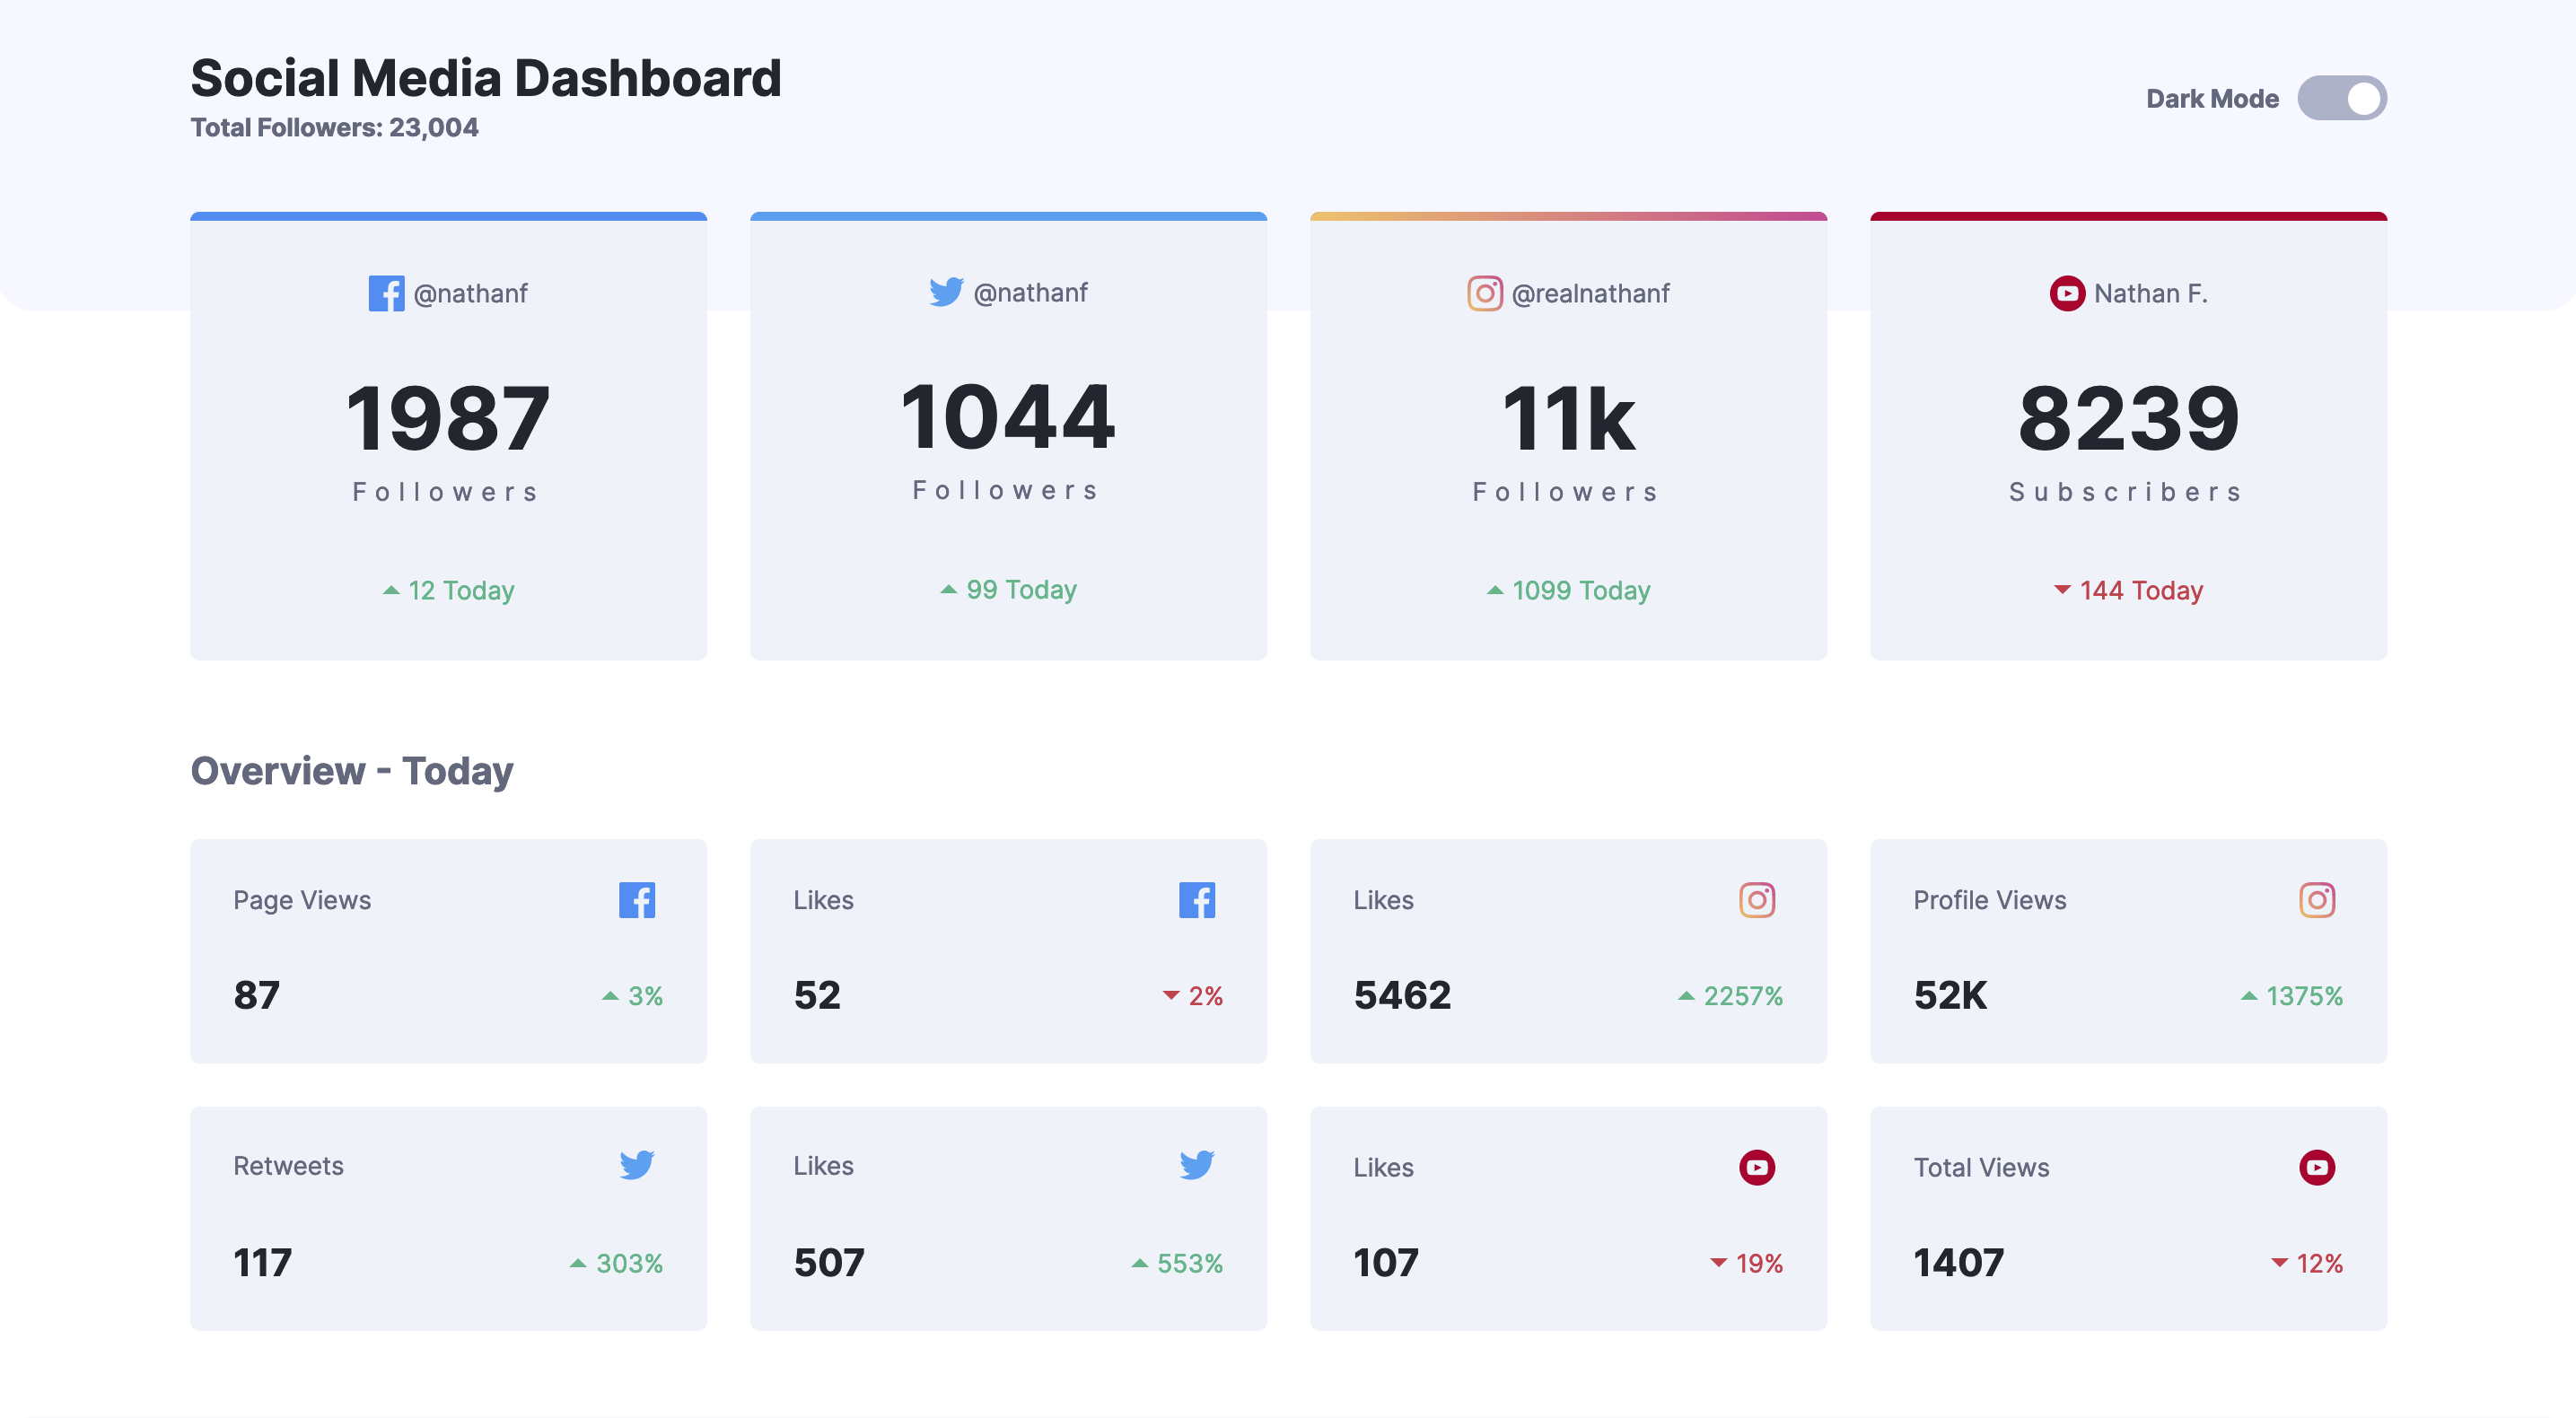 Social Media Dashboard
Total Followers: 23,004
Dark Mode
@nathanf
1987
Followers
12 Today
@nathanf
1044
Followers
99 Today
@realnathanf
11k
Followers
1099 Today
Nathan F.
8239
Subscribers
144 Today
Overview - Today
Page Views
87
3%
Likes
52
2%
Likes
5462
2257%
Profile Views
52K
1375%
Retweets
117
303%
Likes
507
553%
Likes
107
19%
Total Views
1407
12%